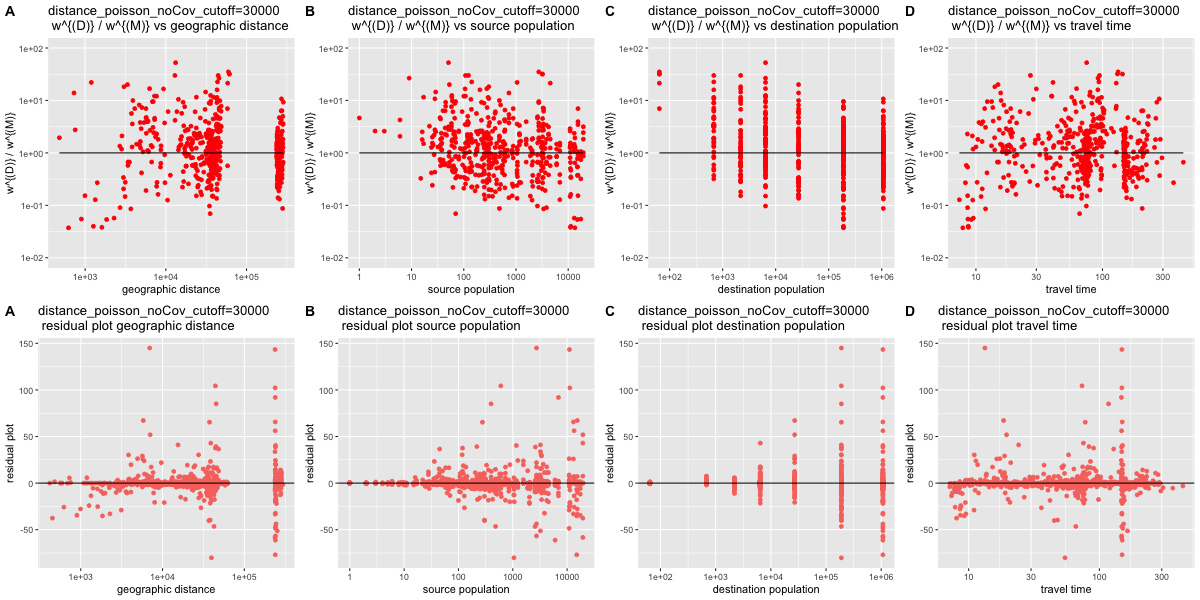 A
distance_poisson_noCov_cutoff=30000
w^{(D)} / w^{(M)} vs geographic distance
w^{(D)} / w^{(M)}
1e+02
1e+01
1e+00
1e-01
1e-02
1e+03 1e+04 1e+05
geographic distance
B
distance_poisson_noCov_cutoff=30000
w^{(D)} / w^{(M)} vs source population
w^{(D)} / w^{(M)}
1e+02
1e+01
1e+00
1e-01
1e-02
1 10 100 1000 10000
source population
C
distance_poisson_noCov_cutoff=30000
w^{(D)} / w^{(M)} vs destination population
w^{(D)} / w^{(M)}
1e+02
1e+01
1e+00
1e-01
1e-02
1e+02 1e+03 1e+04 1e+05 1e+06
destination population
D
distance_poisson_noCov_cutoff=30000
w^{(D)} / w^{(M)} vs travel time
w^{(D)} / w^{(M)}
1e+02
1e+01
1e+00
1e-01
1e-02
10 30 100 300
travel time
A
distance_poisson_noCov_cutoff=30000
residual plot geographic distance
residual plot
150
100
50
0
-50
1e+03 1e+04 1e+05
geographic distance
B
distance_poisson_noCov_cutoff=30000
residual plot source population
residual plot
150
100
50
0
-50
1 10 100 1000 10000
source population
C
distance_poisson_noCov_cutoff=30000
residual plot destination population
residual plot
150
100
50
0
-50
1e+02 1e+03 1e+04 1e+05 1e+06
destination population
D
distance_poisson_noCov_cutoff=30000
residual plot travel time
residual plot
150
100
50
0
-50
10 30 100 300
travel time